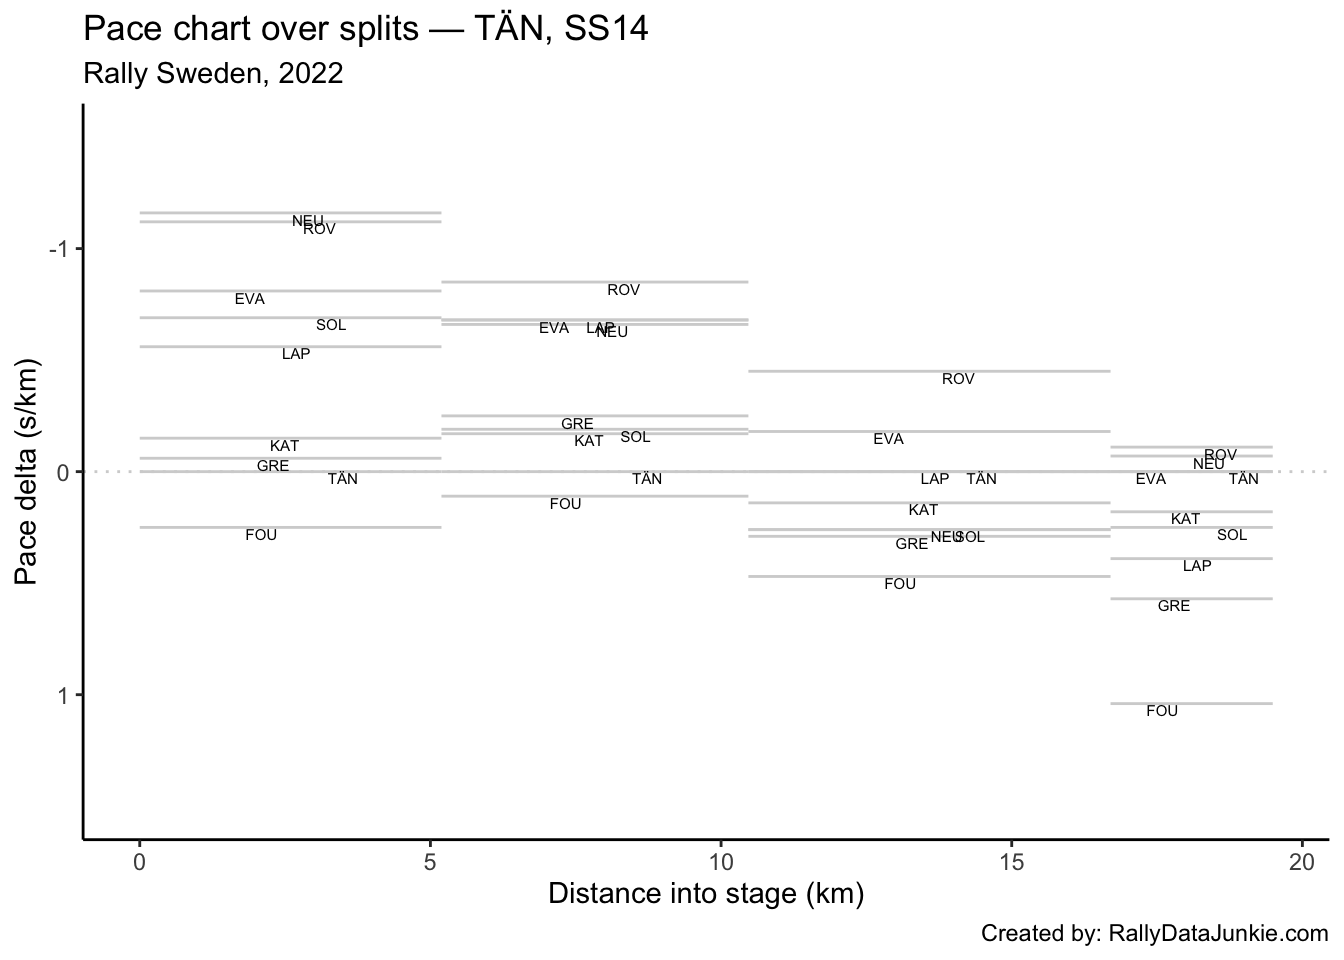 Pace chart over splits — TÄN, SS14
Rally Sweden, 2022
Pace delta (s/km)
-1
0
1
NEU
ROV
EVA
SOL
LAP
KAT
GRE
TÄN
FOU
ROV
EVA LAP NEU
GRE
KAT SOL
TÄN
FOU
ROV
EVA
LAP TÄN
KAT
NEU SOL
GRE
FOU
ROV
NEU
EVA TÄN
KAT
SOL
LAP
GRE
FOU
0 5 10 15 20
Distance into stage (km)
Created by: RallyDataJunkie.com